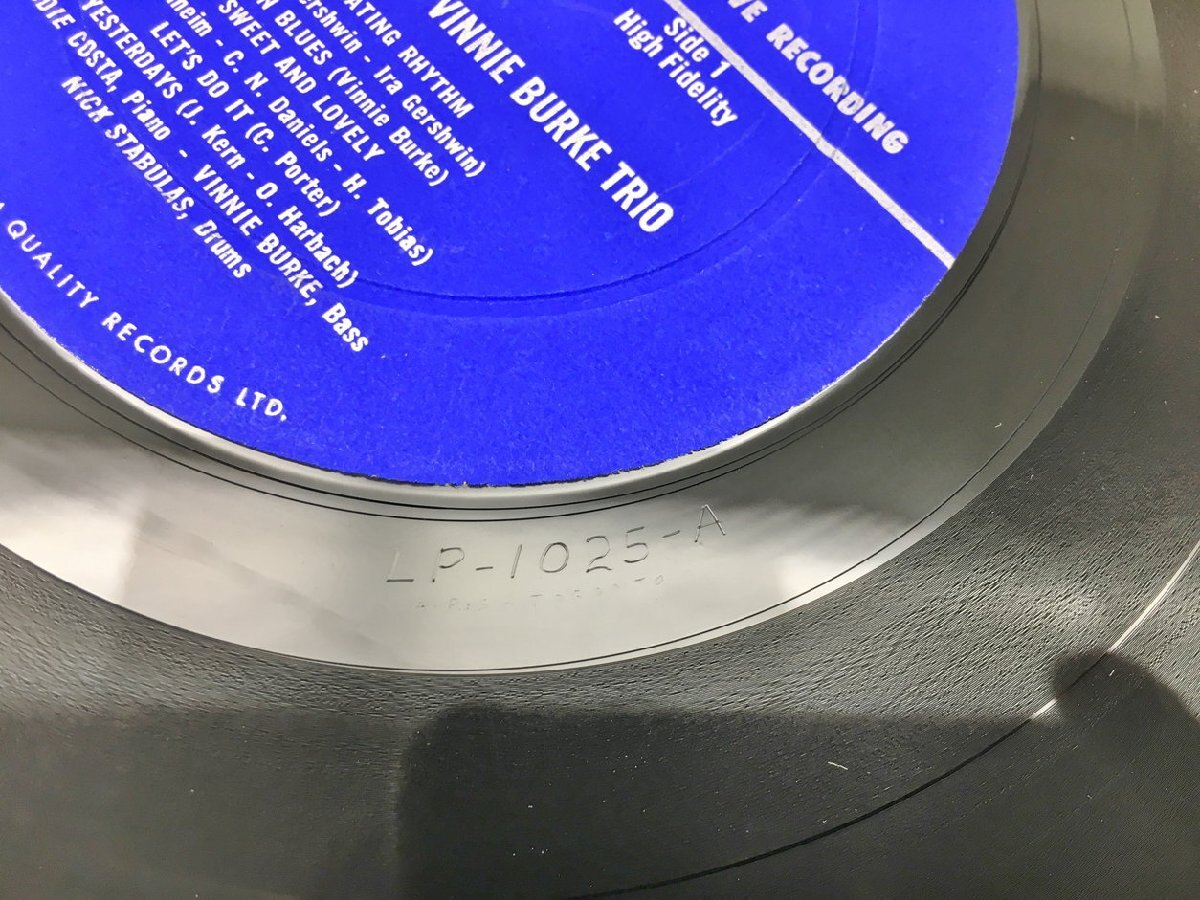 VE RECORDING
Side 1
High Fidelity
VINNIE BURKE TRIO
ATING RHYTHM
ershwin - Ira Gershwin)
N BLUES (Vinnie Burke)
SWEET AND LOVELY
nheim - C. N. Daniels - H. Tobias)
LET'S DO IT (C. Porter)
YESTERDAYS (J. Kern - O. Harbach)
DIE COSTA, Piano - VINNIE BURKE, Bass
NICK STABULAS, Drums
QUALITY RECORDS LTD.
LP-1025-A